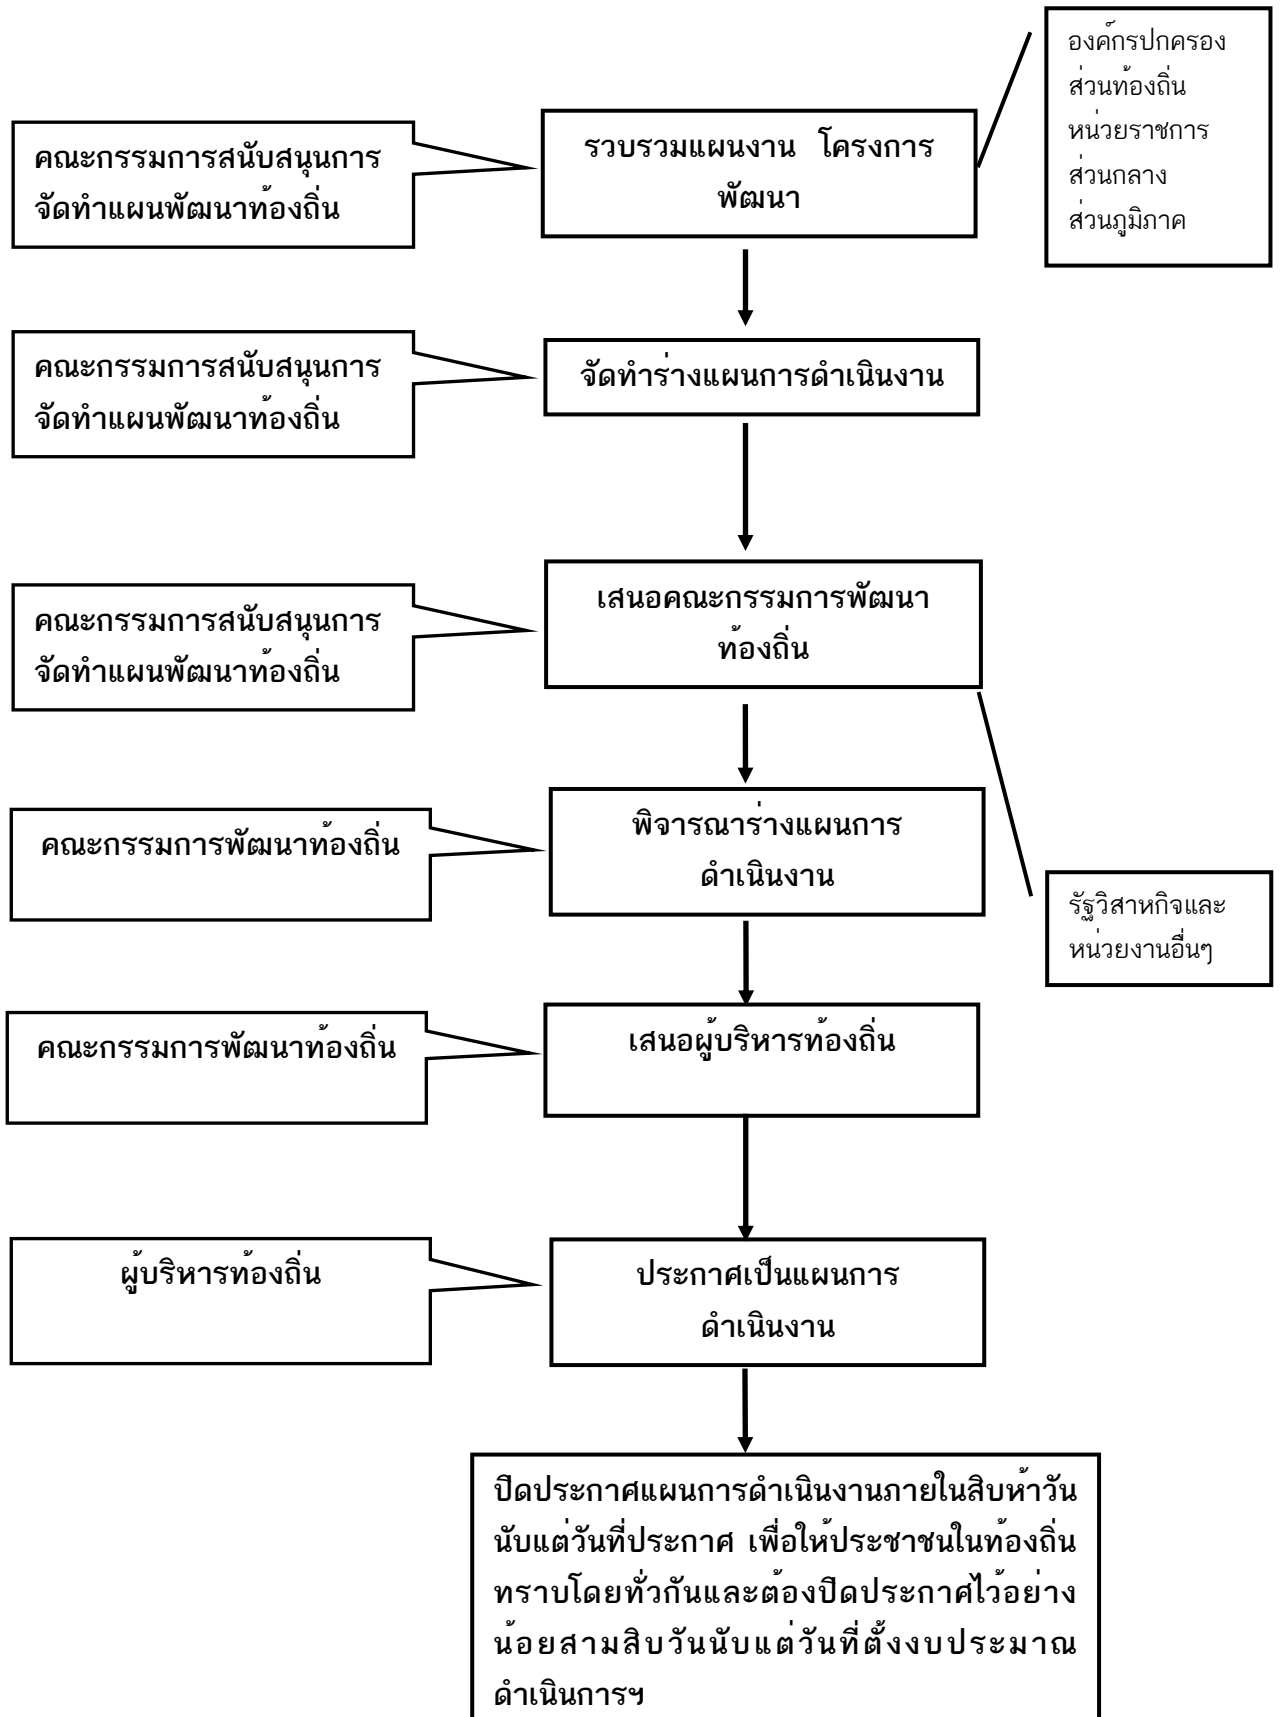 องค์กรปกครอง
ส่วนท้องถิ่น
หน่วยราชการ
ส่วนกลาง
ส่วนภูมิภาค
คณะกรรมการสนับสนุนการ
จัดทำแผนพัฒนาท้องถิ่น
รวบรวมแผนงาน โครงการ
พัฒนา
คณะกรรมการสนับสนุนการ
จัดทำแผนพัฒนาท้องถิ่น
จัดทำร่างแผนการดำเนินงาน
คณะกรรมการสนับสนุนการ
จัดทำแผนพัฒนาท้องถิ่น
เสนอคณะกรรมการพัฒนา
ท้องถิ่น
คณะกรรมการพัฒนาท้องถิ่น
พิจารณาร่างแผนการ
ดำเนินงาน
รัฐวิสาหกิจและ
หน่วยงานอื่นๆ
คณะกรรมการพัฒนาท้องถิ่น
เสนอผู้บริหารท้องถิ่น
ผู้บริหารท้องถิ่น
ประกาศเป็นแผนการ
ดำเนินงาน
ปิดประกาศแผนการดำเนินงานภายในสิบห้าวัน
นับแต่วันที่ประกาศ เพื่อให้ประชาชนในท้องถิ่น
ทราบโดยทั่วกันและต้องปิดประกาศไว้อย่าง
น้อยสามสิบวันนับแต่วันที่ตั้งงบประมาณ
ดำเนินการฯ